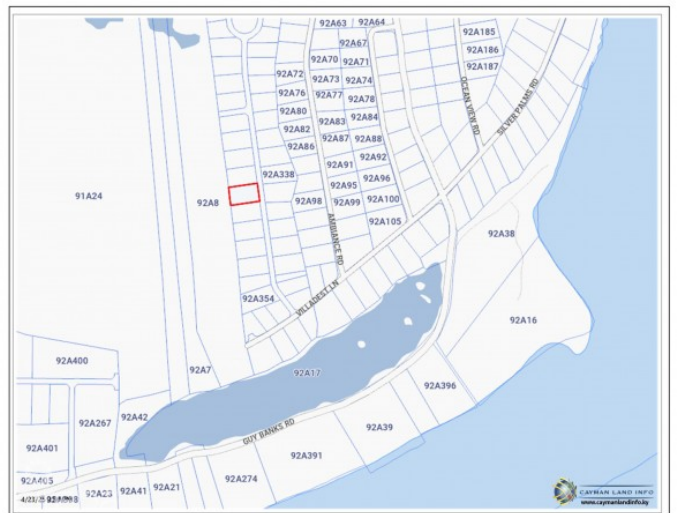 92A63 92A64
92A185
92A67
92A186
92A70 92A71
92A187
92A72
92A73 92A74
92A76 92A77
92A78
OCEAN VIEW RD
SILVER PALMS RD
92A80
92A83 92A84
92A82
92A87 92A88
92A86
92A92
92A91
92A338
92A96
92A95
91A24
92A8
92A98 92A99 92A100
92A105
AMBIANCE RD
92A38
92A354
VILLADEST LN
92A16
92A400
92A7
92A17
92A396
92A42
92A267
GUY BANKS RD
92A39
92A401
92A391
92A405
92A274
92A23 92A41 92A21
CAYMAN LAND INFO
www.caymanlandinfo.ky